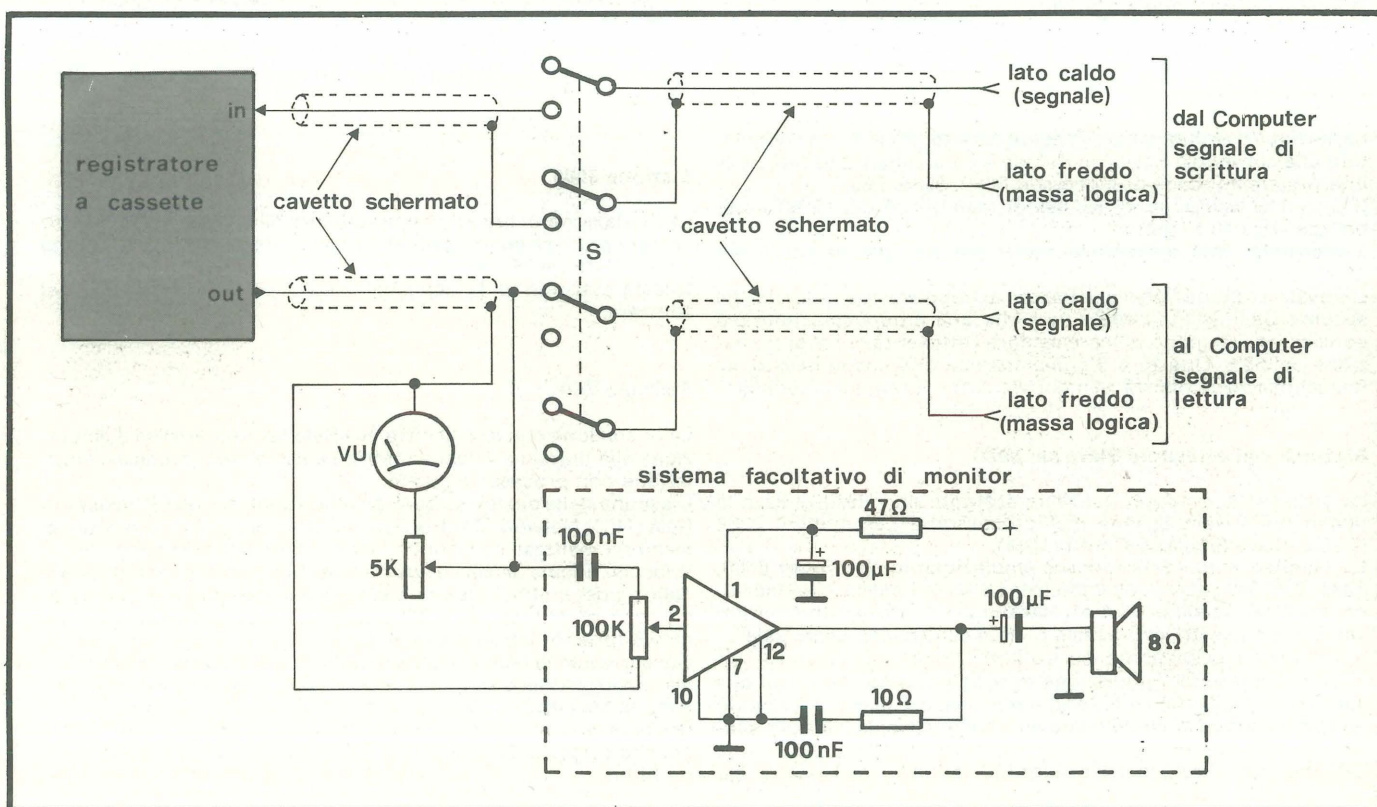 in
registratore
a cassette
out
cavetto schermato
S
cavetto schermato
lato caldo
(segnale)
lato freddo
(massa logica)
dal Computer
segnale di
scrittura
lato caldo
(segnale)
lato freddo
(massa logica)
al Computer
segnale di
lettura
VU
5K
sistema facoltativo di monitor
100nF
100K
47Ω
+
+
100μF
1
2
12
7
10
100μF
+
8Ω
10Ω
100nF